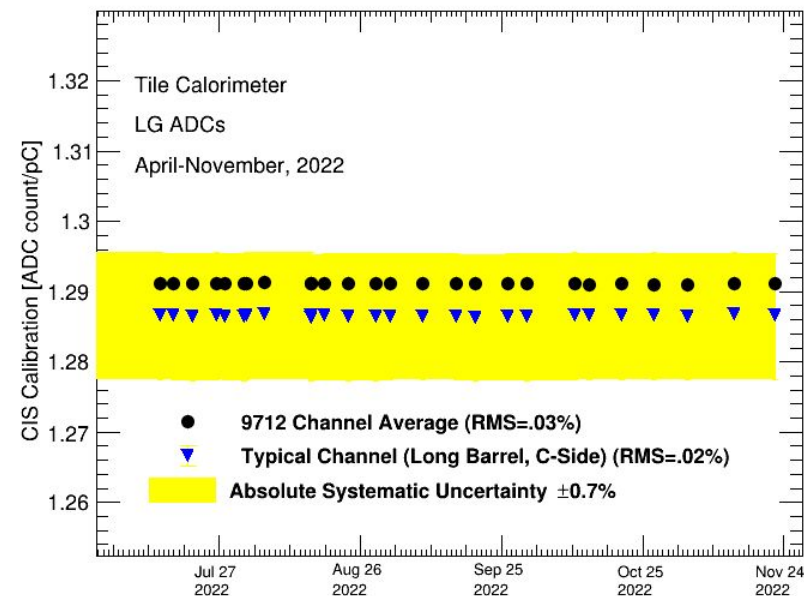 Tile Calorimeter
LG ADCs
April-November, 2022
CIS Calibration [ADC count/pC]
1.32
1.31
1.3
1.29
1.28
1.27
1.26
9712 Channel Average (RMS=.03%)
Typical Channel (Long Barrel, C-Side) (RMS=.02%)
Absolute Systematic Uncertainty ±0.7%
Jul 27 2022
Aug 26 2022
Sep 25 2022
Oct 25 2022
Nov 24 2022